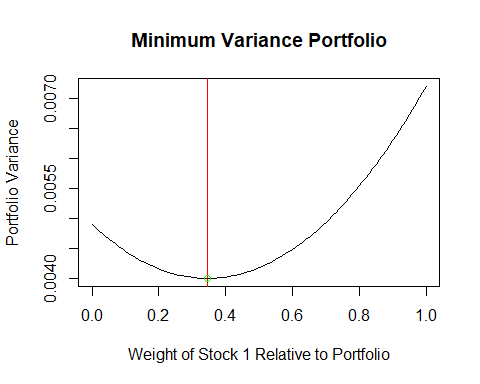 Minimum Variance Portfolio
Portfolio Variance
0.0070
0.0055
0.0040
0.0 0.2 0.4 0.6 0.8 1.0
Weight of Stock 1 Relative to Portfolio